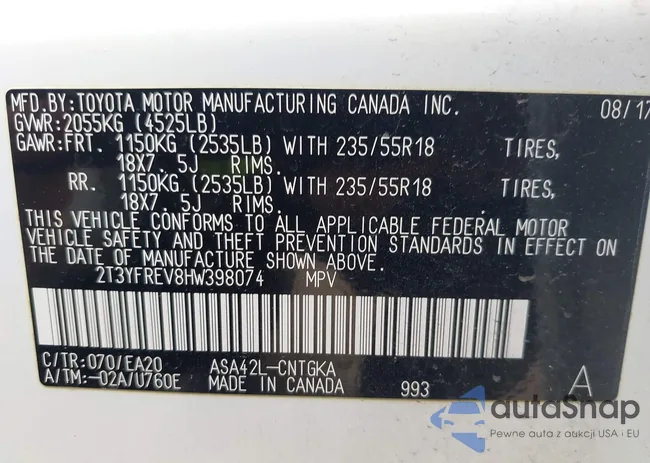 MFD.BY:TOYOTA MOTOR MANUFACTURING CANADA INC. 08/17
GVWR:2055KG (4525LB)
GAWR:FRT. 1150KG (2535LB) WITH 235/55R18 TIRES,
18X7. 5J RIMS.
RR. 1150KG (2535LB) WITH 235/55R18 TIRES,
18X7. 5J RIMS.
THIS VEHICLE CONFORMS TO ALL APPLICABLE FEDERAL MOTOR
VEHICLE SAFETY AND THEFT PREVENTION STANDARDS IN EFFECT ON
THE DATE OF MANUFACTURE SHOWN ABOVE.
2T3YFREV8HW398074 MPV
C/TR:070/EA20 ASA42L-CNTGKA
A/TM:-02A/U760E MADE IN CANADA 993 A
autaSnap
Pewne auta z aukcji USA i EU